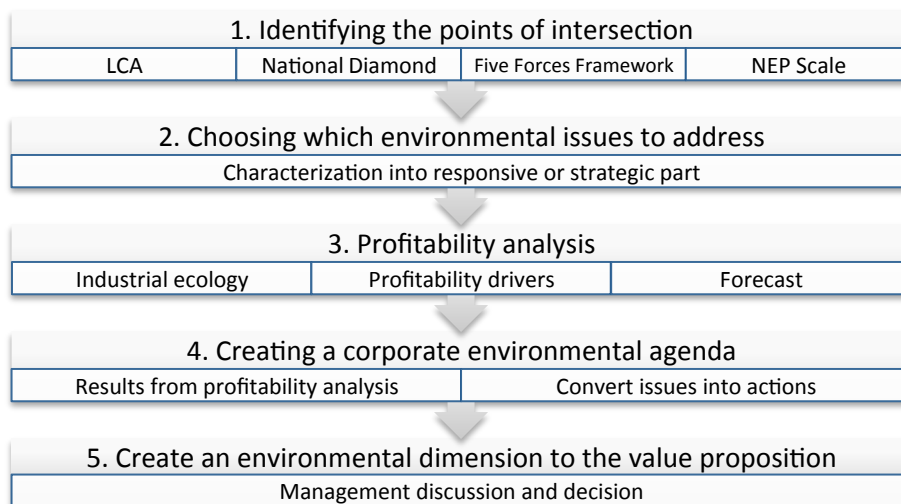 1. Identifying the points of intersection
LCA
National Diamond
Five Forces Framework
NEP Scale
2. Choosing which environmental issues to address
Characterization into responsive or strategic part
3. Profitability analysis
Industrial ecology
Profitability drivers
Forecast
4. Creating a corporate environmental agenda
Results from profitability analysis
Convert issues into actions
5. Create an environmental dimension to the value proposition
Management discussion and decision